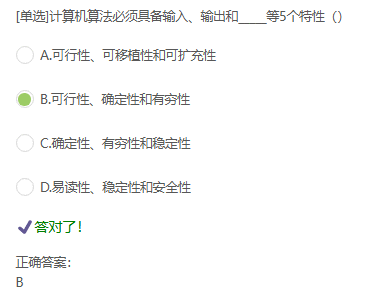 [单选]计算机算法必须具备输入、输出和_____等5个特性（）
A.可行性、可移植性和可扩充性
B.可行性、确定性和有穷性
C.确定性、有穷性和稳定性
D.易读性、稳定性和安全性
答对了！
正确答案：
B